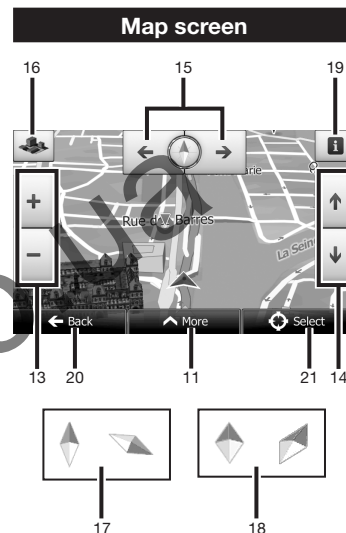 Map screen
16 15 19
i
arie
+
Rue d Barres
La Sein
−
Back More Select
13 20 11 21 14
17 18